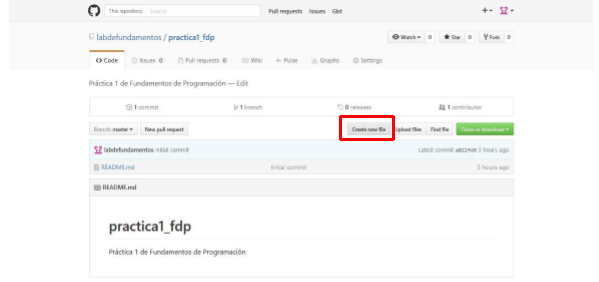 This repository Search
Pull requests Issues Gist
labdefundamentos / practica1_fdp
Watch 0 Star 0 Fork 0
Code Issues 0 Pull requests 0 Wiki Pulse Graphs Settings
Práctica 1 de Fundamentos de Programación — Edit
1 commit 1 branch 0 releases 1 contributor
Branch: master New pull request Create new file Upload files Find file Clone or download
labdefundamentos Initial commit Latest commit 3 hours ago
README.md Initial commit 3 hours ago
README.md
practica1_fdp
Práctica 1 de Fundamentos de Programación